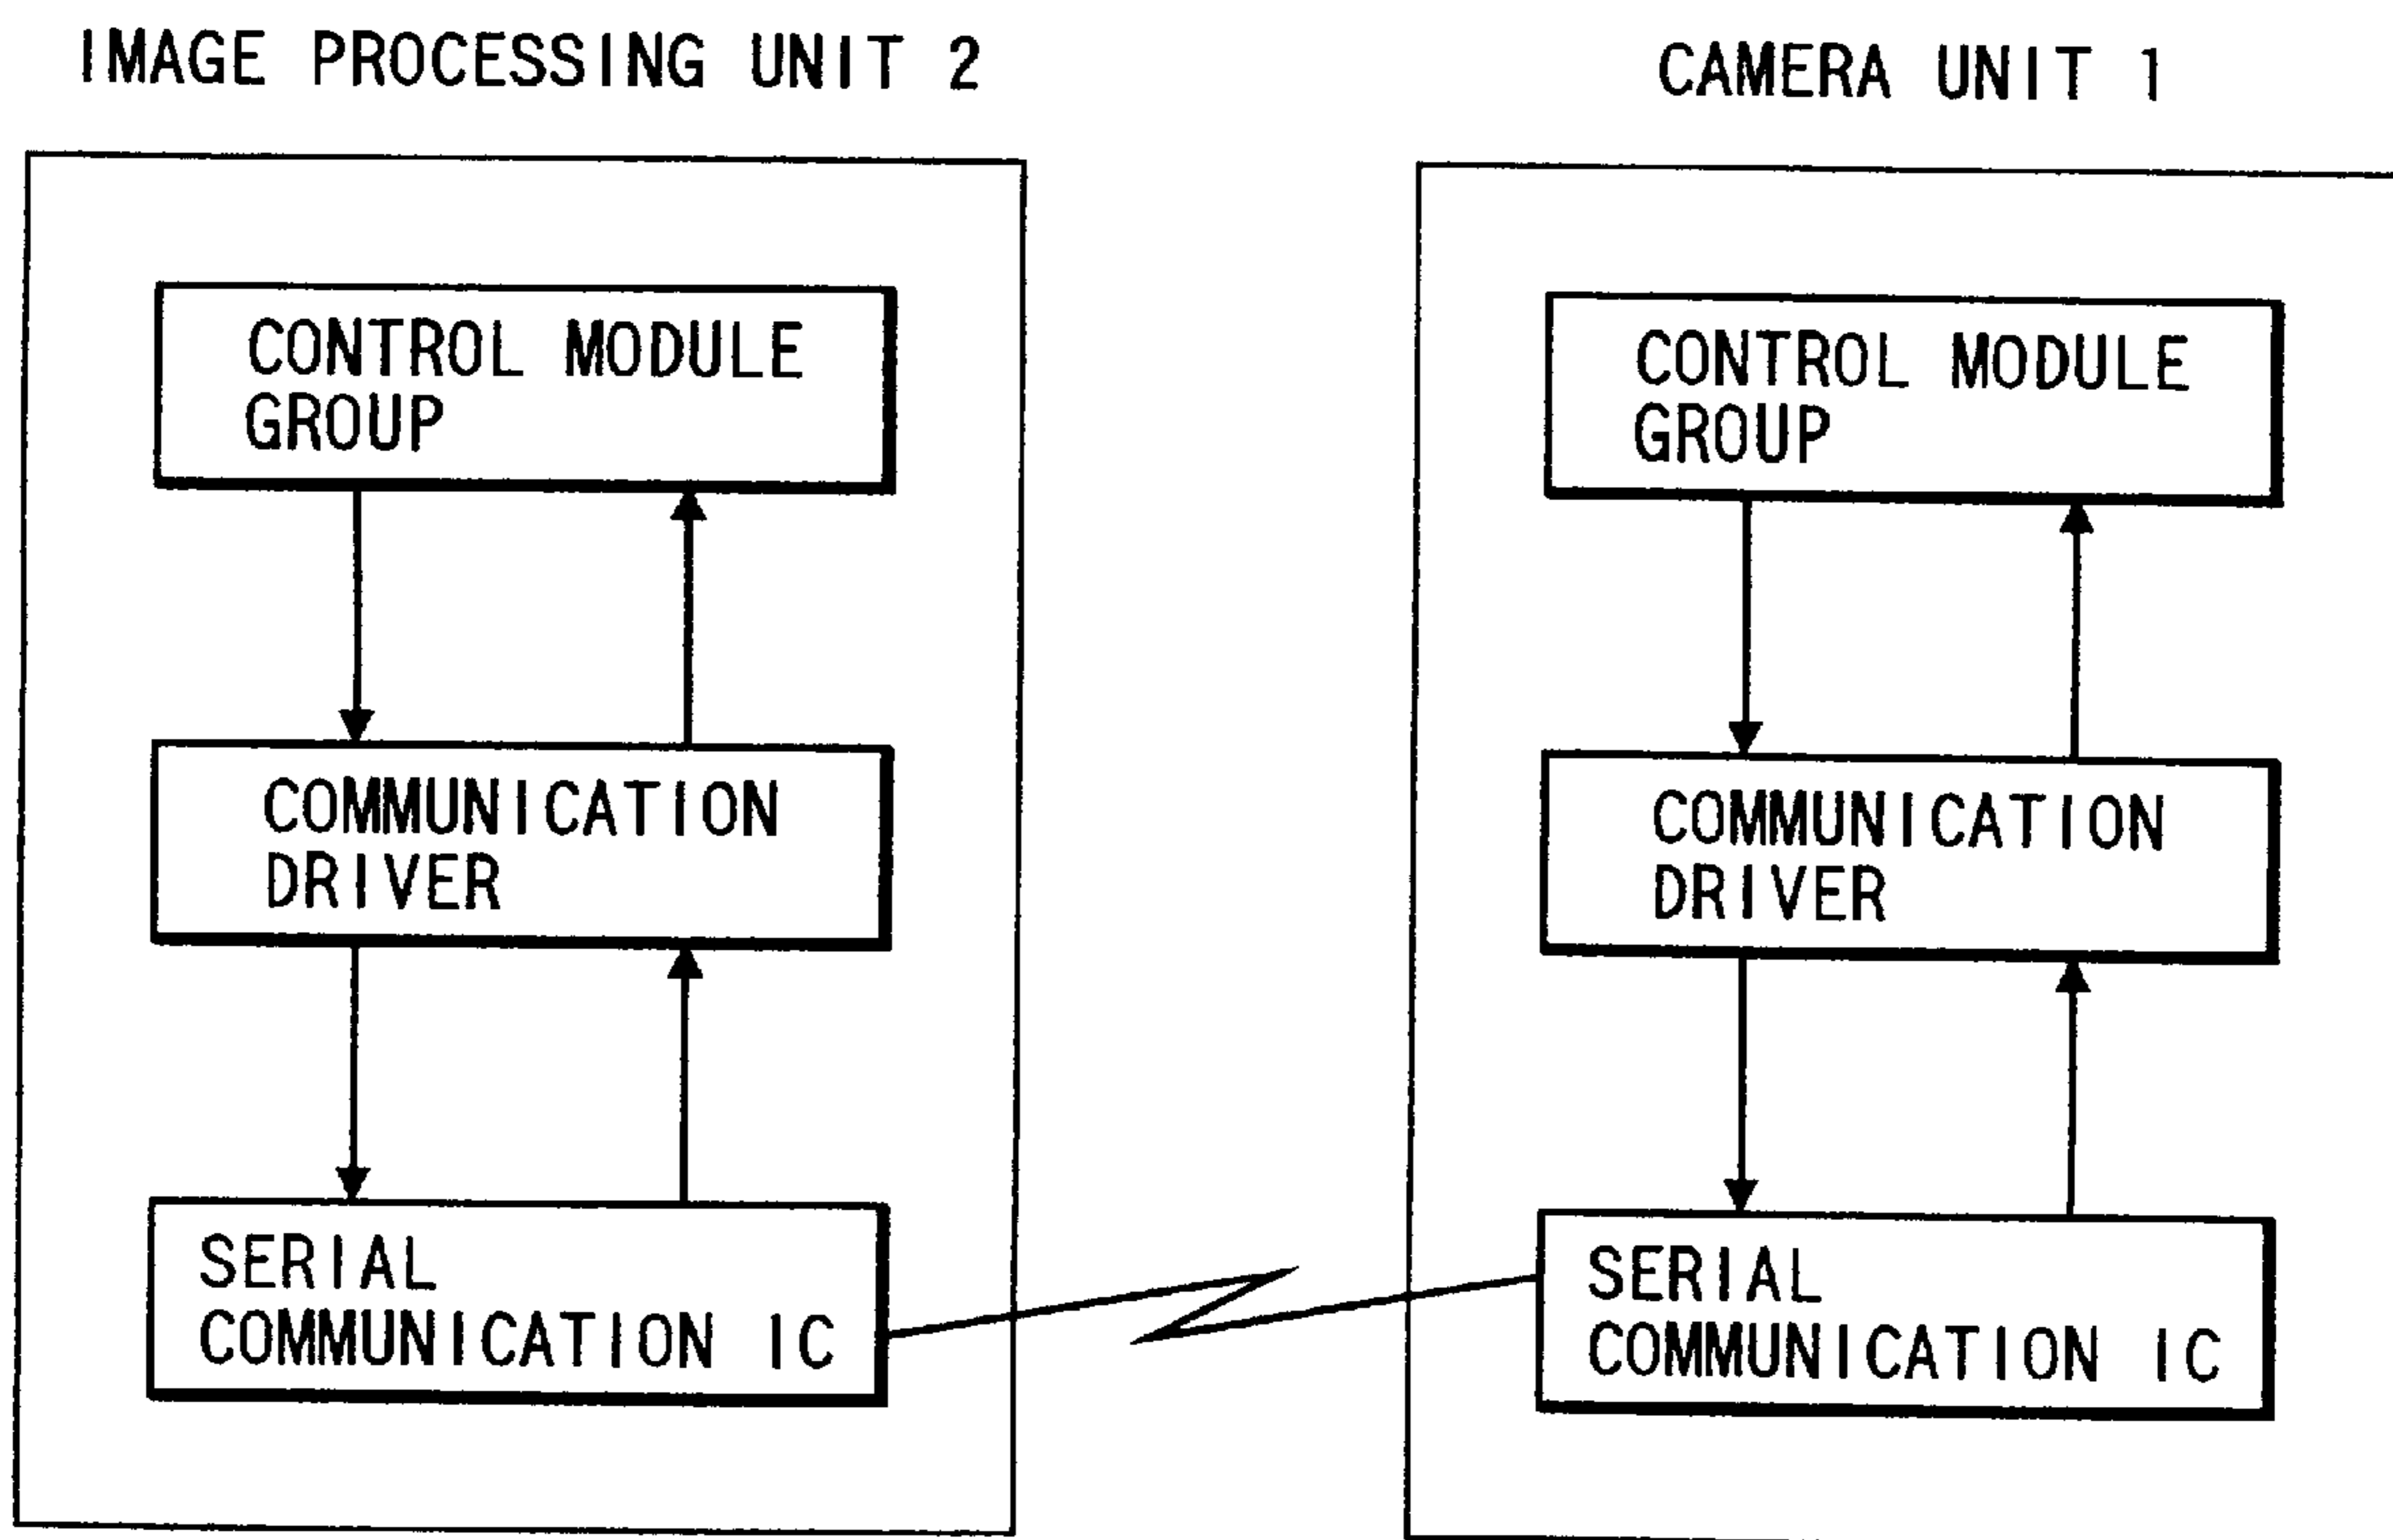 IMAGE PROCESSING UNIT 2
CONTROL MODULE
GROUP
COMMUNICATION
DRIVER
SERIAL
COMMUNICATION IC
CAMERA UNIT 1
CONTROL MODULE
GROUP
COMMUNICATION
DRIVER
SERIAL
COMMUNICATION IC